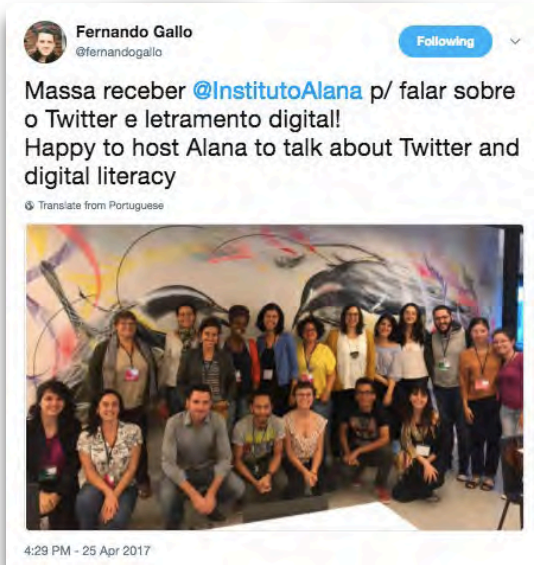 Fernando Gallo
@fernandogallo
Following
Massa receber @InstitutoAlana p/ falar sobre
o Twitter e letramento digital!
Happy to host Alana to talk about Twitter and
digital literacy
Translate from Portuguese
4:29 PM - 25 Apr 2017